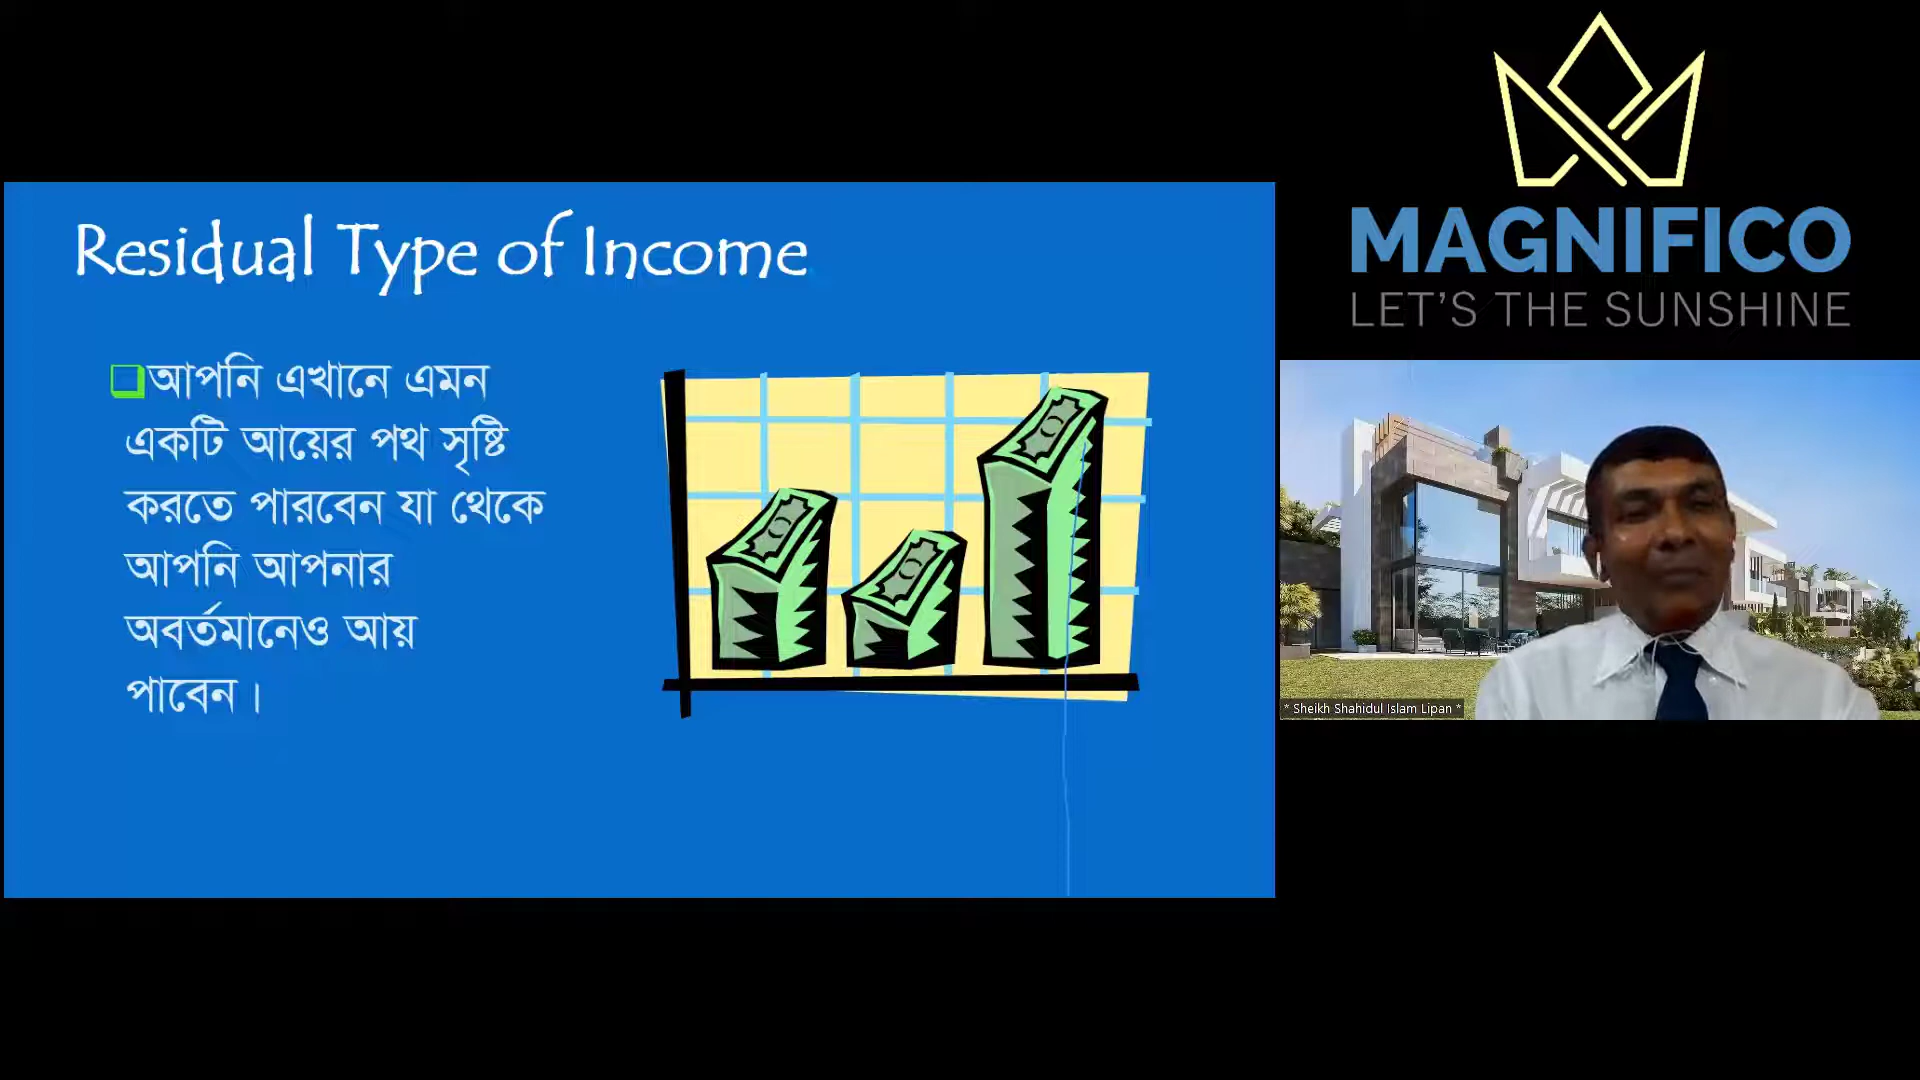 Residual Type of Income
আপনি এখানে এমন
একটি আয়ের পথ সৃষ্টি
করতে পারবেন যা থেকে
আপনি আপনার
অবর্তমানেও আয়
পাবেন।
MAGNIFICO
LET'S THE SUNSHINE
* Sheikh Shahidul Islam Lipan *